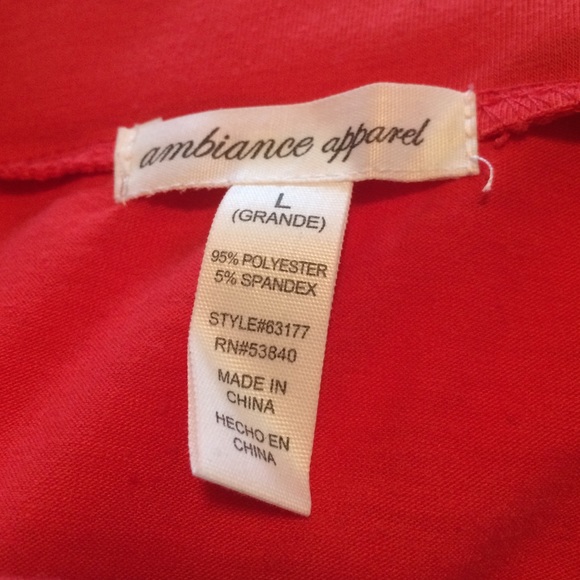 ambiance apparel
L
(GRANDE)
95% POLYESTER
5% SPANDEX
STYLE#63177
RN#53840
MADE IN
CHINA
HECHO EN
CHINA